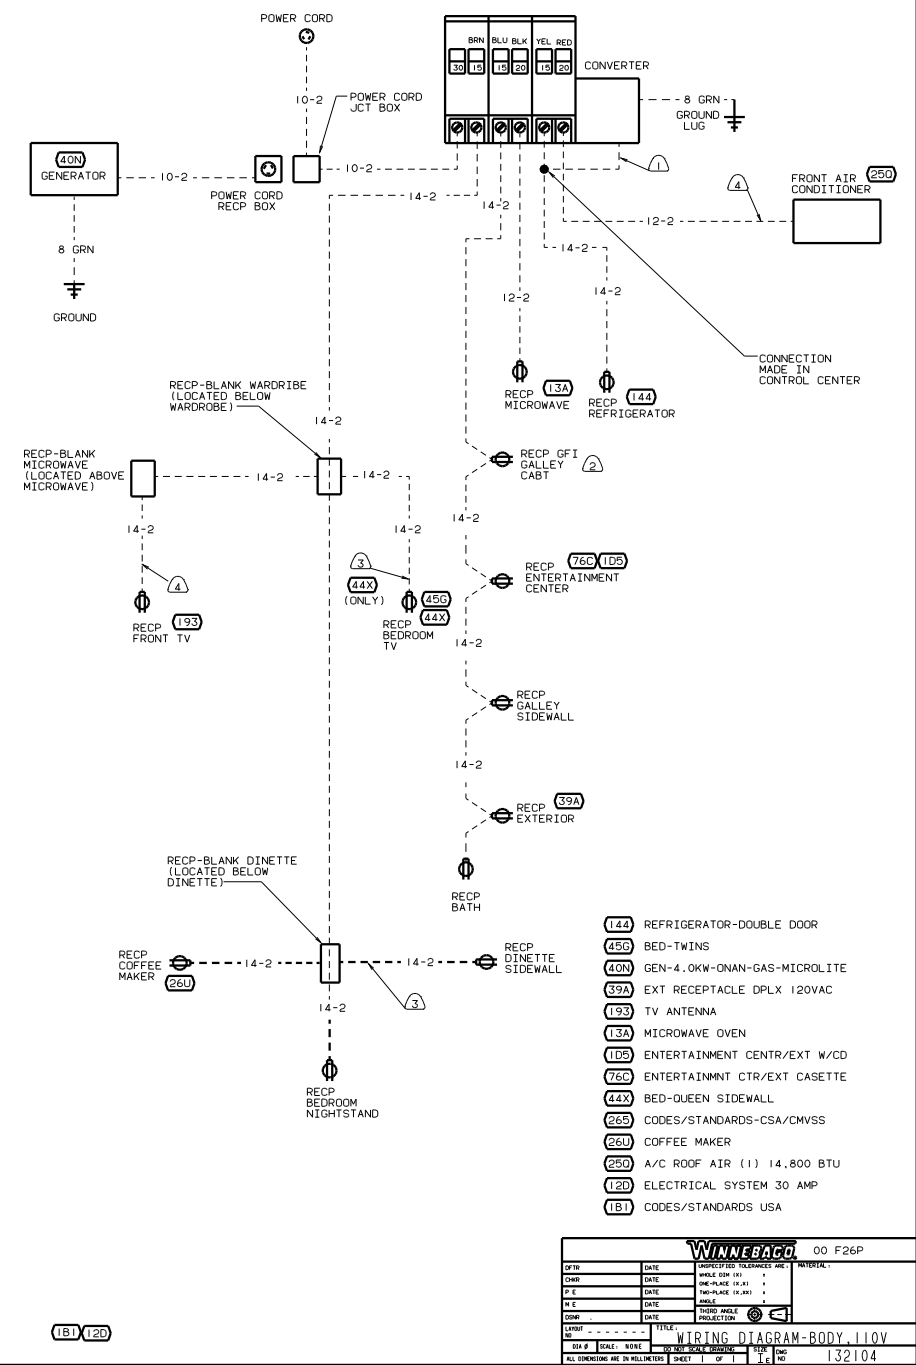 POWER CORD
BRN BLU BLK YEL RED
30 15 15 20 15 20
CONVERTER
10-2
POWER CORD
JCT BOX
8 GRN
GROUND
LUG
40N
GENERATOR
10-2
POWER CORD
RECP BOX
10-2
1
14-2
14-2
4
FRONT AIR
CONDITIONER
25Q
12-2
8 GRN
GROUND
14-2
12-2
14-2
CONNECTION
MADE IN
CONTROL CENTER
RECP
MICROWAVE
13A
RECP
REFRIGERATOR
144
RECP-BLANK WARDRIBE
(LOCATED BELOW
WARDROBE)
14-2
RECP-BLANK
MICROWAVE
(LOCATED ABOVE
MICROWAVE)
14-2
14-2
RECP GFI
GALLEY
CABT
2
14-2
14-2
14-2
4
3
44X
(ONLY)
RECP
ENTERTAINMENT
CENTER
76C 1D5
RECP
FRONT TV
193
RECP
BEDROOM
TV
45G
44X
14-2
RECP
GALLEY
SIDEWALL
14-2
RECP
EXTERIOR
39A
RECP-BLANK DINETTE
(LOCATED BELOW
DINETTE)
RECP
BATH
RECP
COFFEE
MAKER
26U
14-2
14-2
3
RECP
DINETTE
SIDEWALL
14-2
RECP
BEDROOM
NIGHTSTAND
144 REFRIGERATOR-DOUBLE DOOR
45G BED-TWINS
40N GEN-4.0KW-ONAN-GAS-MICROLITE
39A EXT RECEPTACLE DPLX 120VAC
193 TV ANTENNA
13A MICROWAVE OVEN
1D5 ENTERTAINMENT CENTR/EXT W/CD
76C ENTERTAINMNT CTR/EXT CASETTE
44X BED-QUEEN SIDEWALL
265 CODES/STANDARDS-CSA/CMVSS
26U COFFEE MAKER
25Q A/C ROOF AIR (1) 14,800 BTU
12D ELECTRICAL SYSTEM 30 AMP
1B1 CODES/STANDARDS USA
1B1 12D
WINNEBAGO. 00 F26P
DFTR DATE
CHKR DATE
P E DATE
M E DATE
DSNR . DATE
UNSPECIFIED TOLERANCES ARE:
WHOLE DIM (X)
ONE-PLACE (X.X)
TWO-PLACE (X.XX)
ANGLE
MATERIAL:
THIRD ANGLE
PROJECTION
LAYOUT
NO - - - - - - -
TITLE:
WIRING DIAGRAM-BODY,110V
DIA Ø SCALE: NONE
DO NOT SCALE DRAWING
ALL DIMENSIONS ARE IN MILLIMETERS
SHEET 1 OF 1
SIZE
IE
DWG
NO
132104